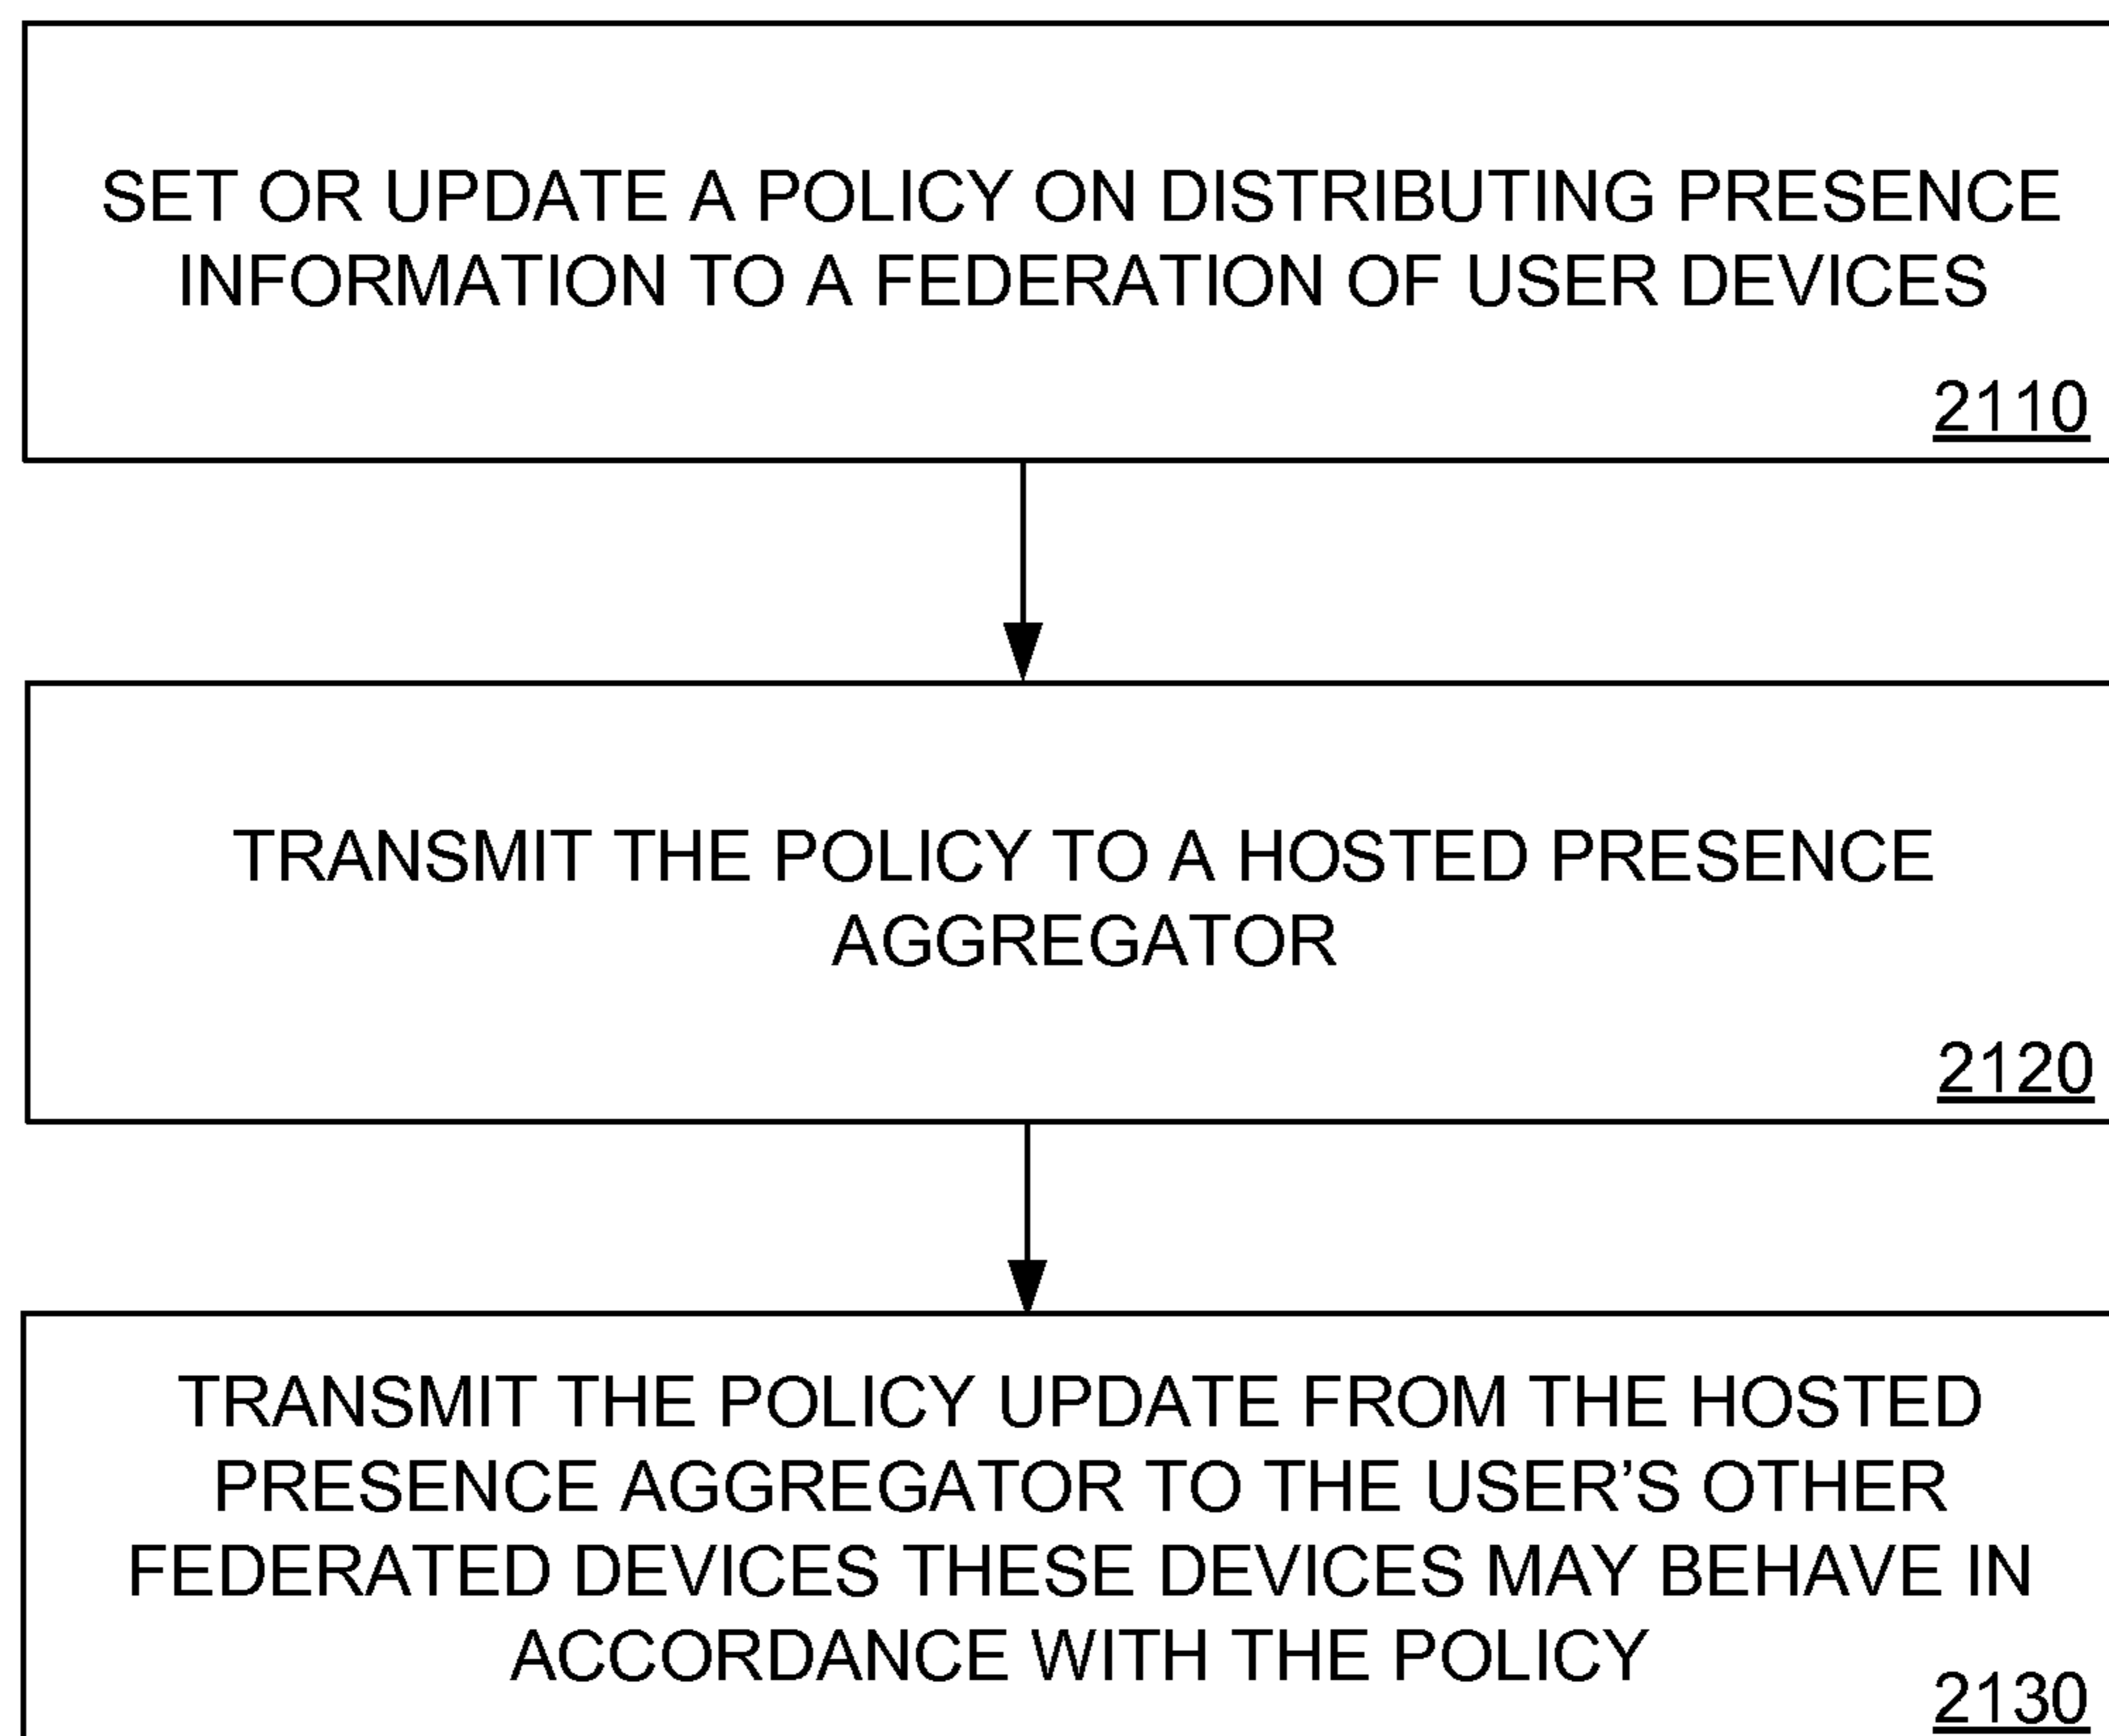 SET OR UPDATE A POLICY ON DISTRIBUTING PRESENCE
INFORMATION TO A FEDERATION OF USER DEVICES
2110
TRANSMIT THE POLICY TO A HOSTED PRESENCE
AGGREGATOR
2120
TRANSMIT THE POLICY UPDATE FROM THE HOSTED
PRESENCE AGGREGATOR TO THE USER’S OTHER
FEDERATED DEVICES THESE DEVICES MAY BEHAVE IN
ACCORDANCE WITH THE POLICY
2130